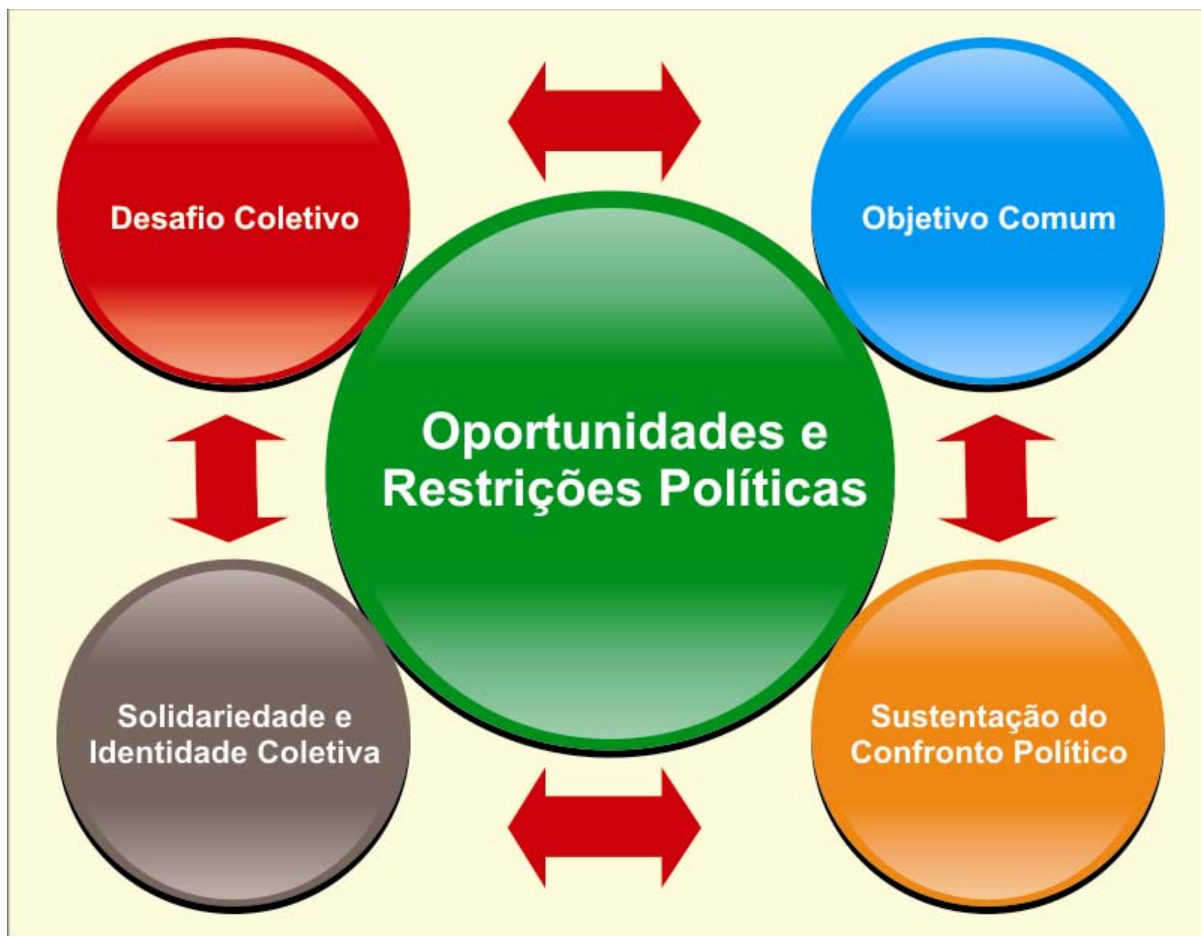 Desafio Coletivo
Objetivo Comum
Oportunidades e
Restrições Políticas
Solidariedade e
Identidade Coletiva
Sustentação do
Confronto Político